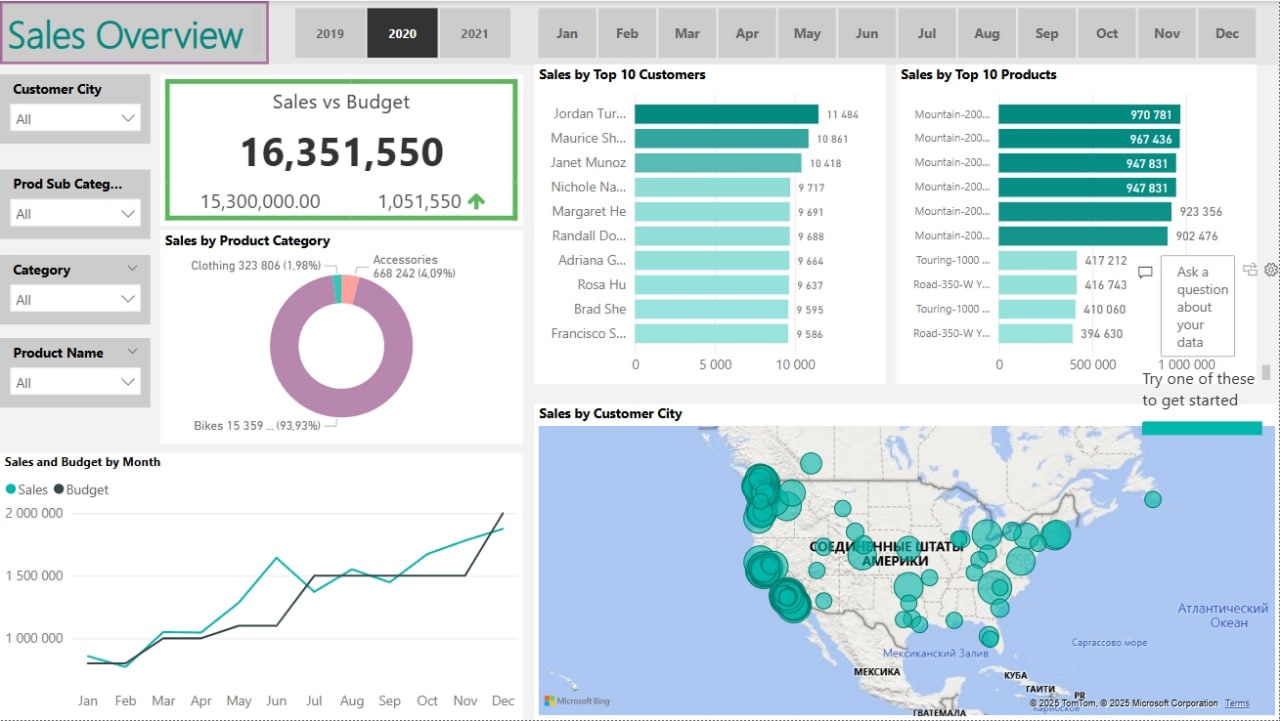 Sales Overview
2019 2020 2021
Jan Feb Mar Apr May Jun Jul Aug Sep Oct Nov Dec
Customer City
All
Prod Sub Categ...
All
Category
All
Product Name
All
Sales vs Budget
16,351,550
15,300,000.00 1,051,550
Sales by Product Category
Clothing 323 806 (1,98%)
Accessories
668 242 (4,09%)
Bikes 15 359 ... (93,93%)
Sales by Top 10 Customers
Jordan Tur... 11 484
Maurice Sh... 10 861
Janet Munoz 10 418
Nichole Na... 9 717
Margaret He 9 691
Randall Do... 9 688
Adriana G... 9 664
Rosa Hu 9 637
Brad She 9 595
Francisco S... 9 586
0 5 000 10 000
Sales by Top 10 Products
Mountain-200... 970 781
Mountain-200... 967 436
Mountain-200... 947 831
Mountain-200... 947 831
Mountain-200... 923 356
Mountain-200... 902 476
Touring-1000 ... 417 212
Road-350-W Y... 416 743
Touring-1000 ... 410 060
Road-350-W Y... 394 630
0 500 000 1 000 000
Ask a
question
about
your
data
Try one of these
to get started
Sales and Budget by Month
Sales Budget
2 000 000
1 500 000
1 000 000
Jan Feb Mar Apr May Jun Jul Aug Sep Oct Nov Dec
Sales by Customer City
СОЕДИНЕННЫЕ ШТАТЫ
АМЕРИКИ
Атлантический
Океан
Саргассово море
Мексиканский Залив
МЕКСИКА
КУБА
ГАИТИ
PR
Карибское
ГВАТЕМАЛА
Microsoft Bing
© 2025 TomTom, © 2025 Microsoft Corporation Terms